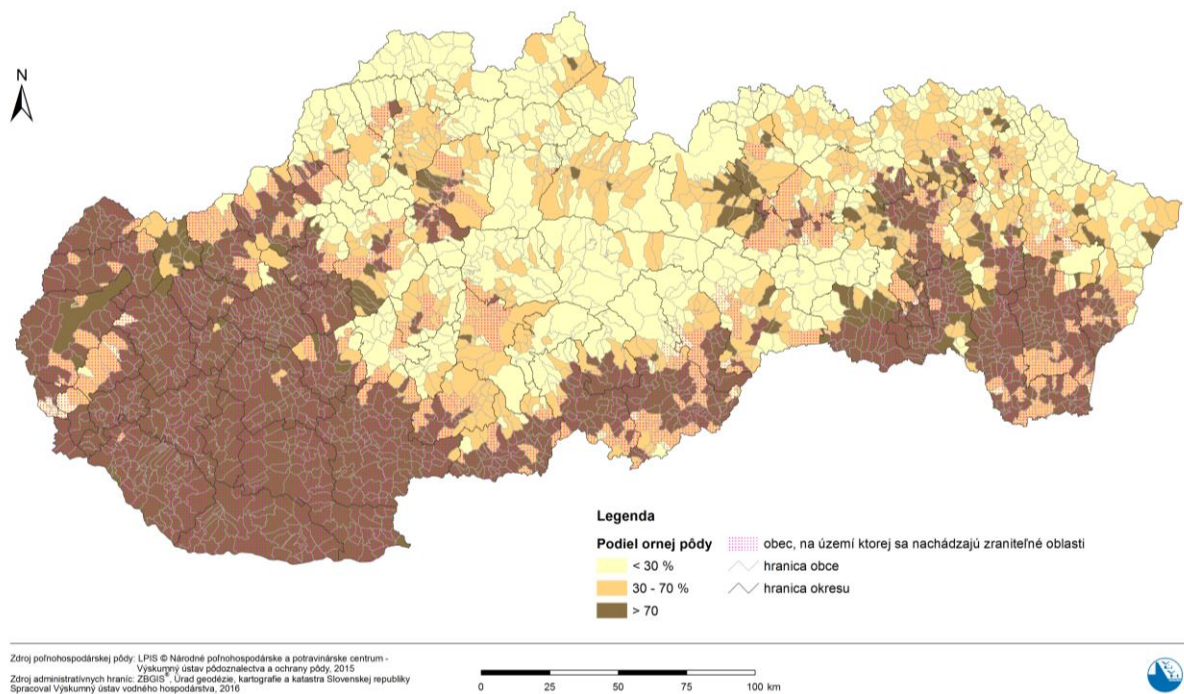 N
Legenda
Podiel ornej pôdy
< 30 %
30 - 70 %
> 70
obec, na území ktorej sa nachádzajú zraniteľné oblasti
hranica obce
hranica okresu
Zdroj poľnohospodárskej pôdy: LPIS © Národné poľnohospodárske a potravinárske centrum -
Výskumný ústav pôdoznalectva a ochrany pôdy, 2015
Zdroj administratívnych hraníc: ZBGIS®, Úrad geodézie, kartografie a katastra Slovenskej republiky
Spracoval Výskumný ústav vodného hospodárstva, 2016
0 25 50 75 100 km